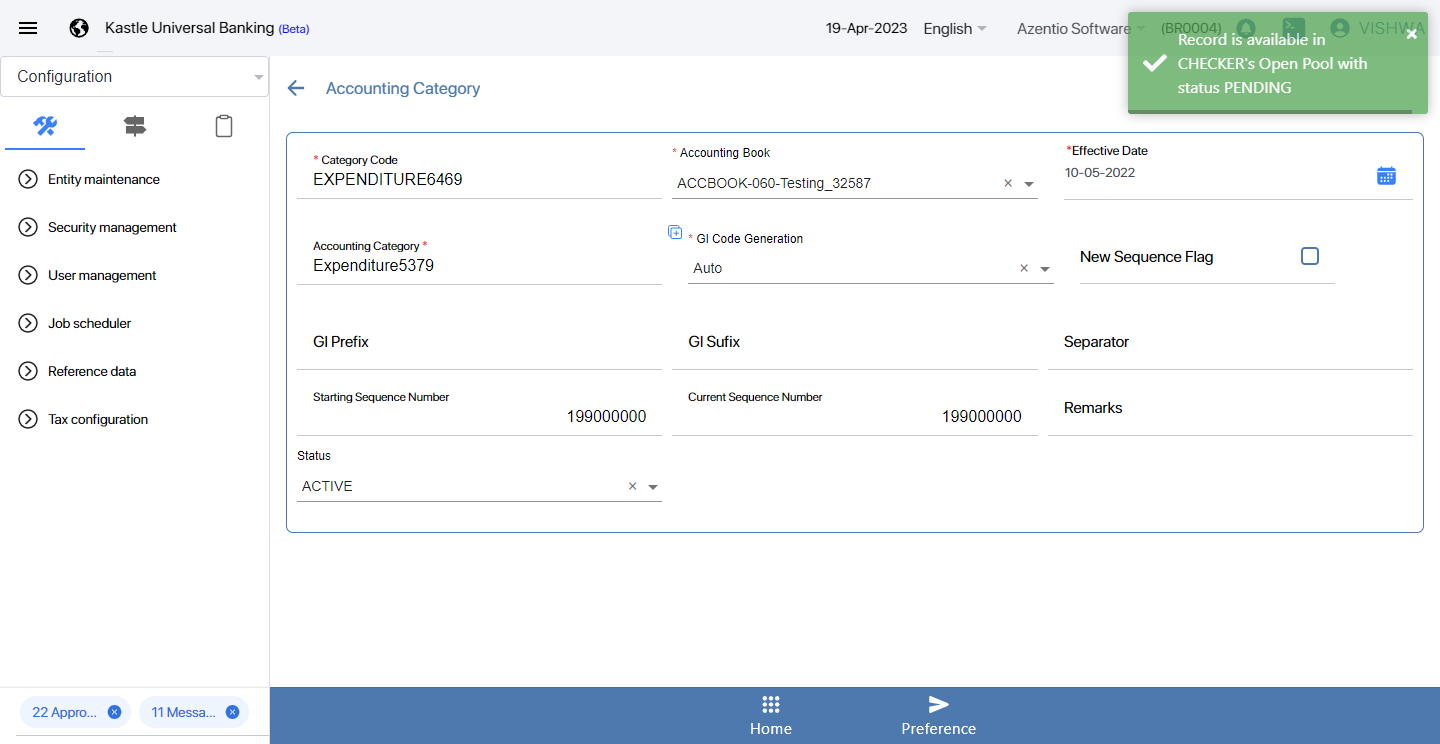 Kastle Universal Banking (Beta)
19-Apr-2023
English
Azentio Software
(BR0004)
VISHWA
Record is available in
CHECKER's Open Pool with
status PENDING
Configuration
Entity maintenance
Security management
User management
Job scheduler
Reference data
Tax configuration
Accounting Category
* Category Code
EXPENDITURE6469
* Accounting Book
ACCBOOK-060-Testing_32587
*Effective Date
10-05-2022
Accounting Category *
Expenditure5379
* Gl Code Generation
Auto
New Sequence Flag
Gl Prefix
Gl Sufix
Separator
Starting Sequence Number
199000000
Current Sequence Number
199000000
Remarks
Status
ACTIVE
22 Appro...
11 Messa...
Home
Preference